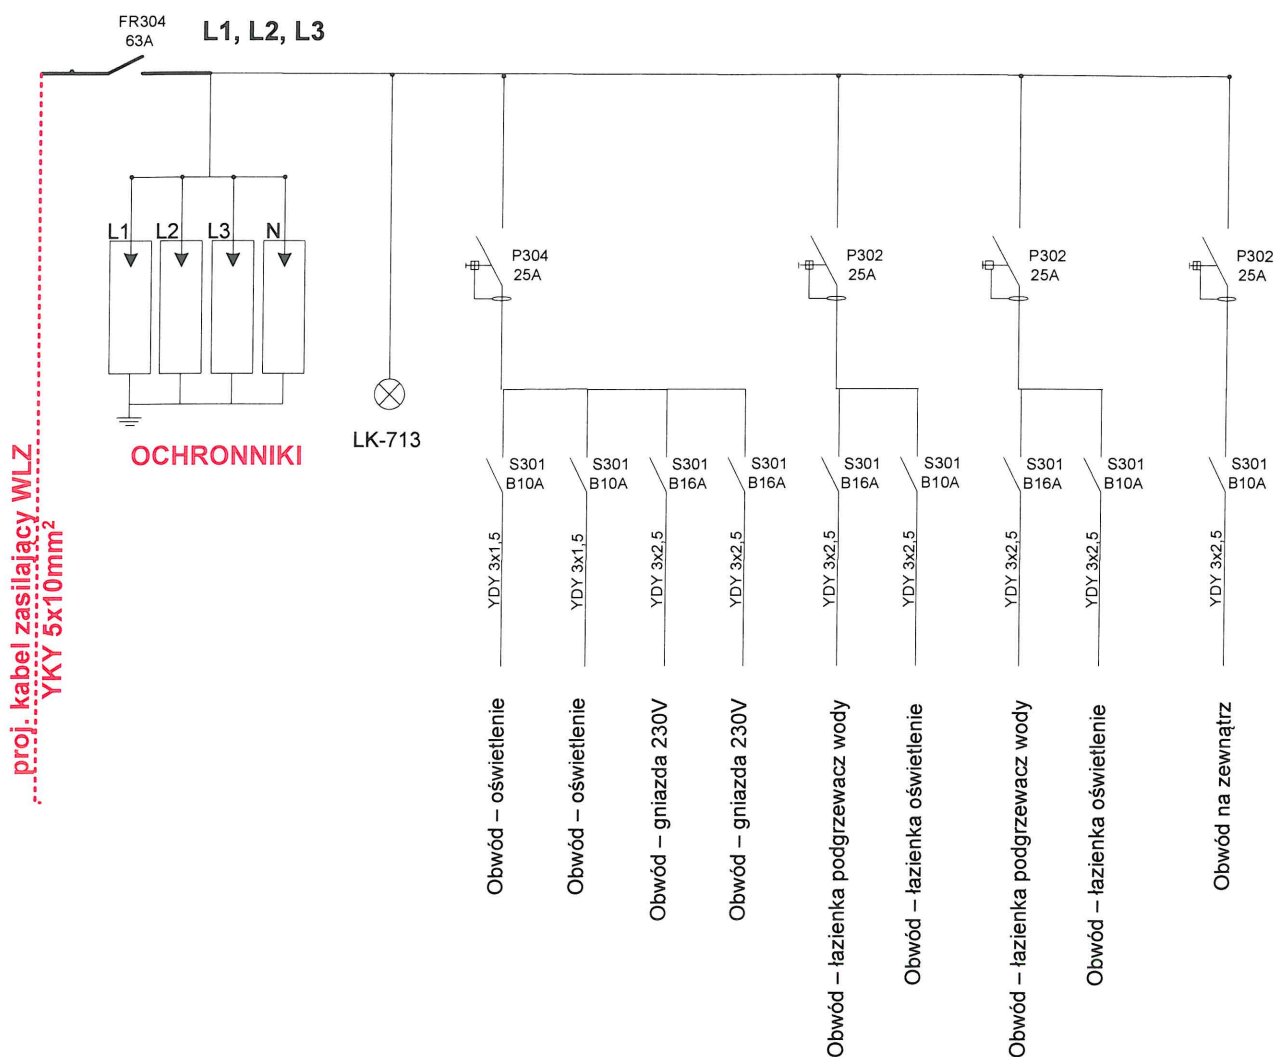 FR304
63A
L1, L2, L3
L1
L2
L3
N
OCHRONNIKI
LK-713
proj. kabel zasilający WLZ
YKY 5x10mm²
P304
25A
P302
25A
P302
25A
P302
25A
S301
B10A
S301
B10A
S301
B16A
S301
B16A
S301
B16A
S301
B10A
S301
B16A
S301
B10A
S301
B10A
YDY 3x1,5
YDY 3x1,5
YDY 3x2,5
YDY 3x2,5
YDY 3x2,5
YDY 3x2,5
YDY 3x2,5
YDY 3x2,5
YDY 3x2,5
Obwód – oświetlenie
Obwód – oświetlenie
Obwód – gniazda 230V
Obwód – gniazda 230V
Obwód – łazienka podgrzewacz wody
Obwód – łazienka oświetlenie
Obwód – łazienka podgrzewacz wody
Obwód – łazienka oświetlenie
Obwód na zewnątrz